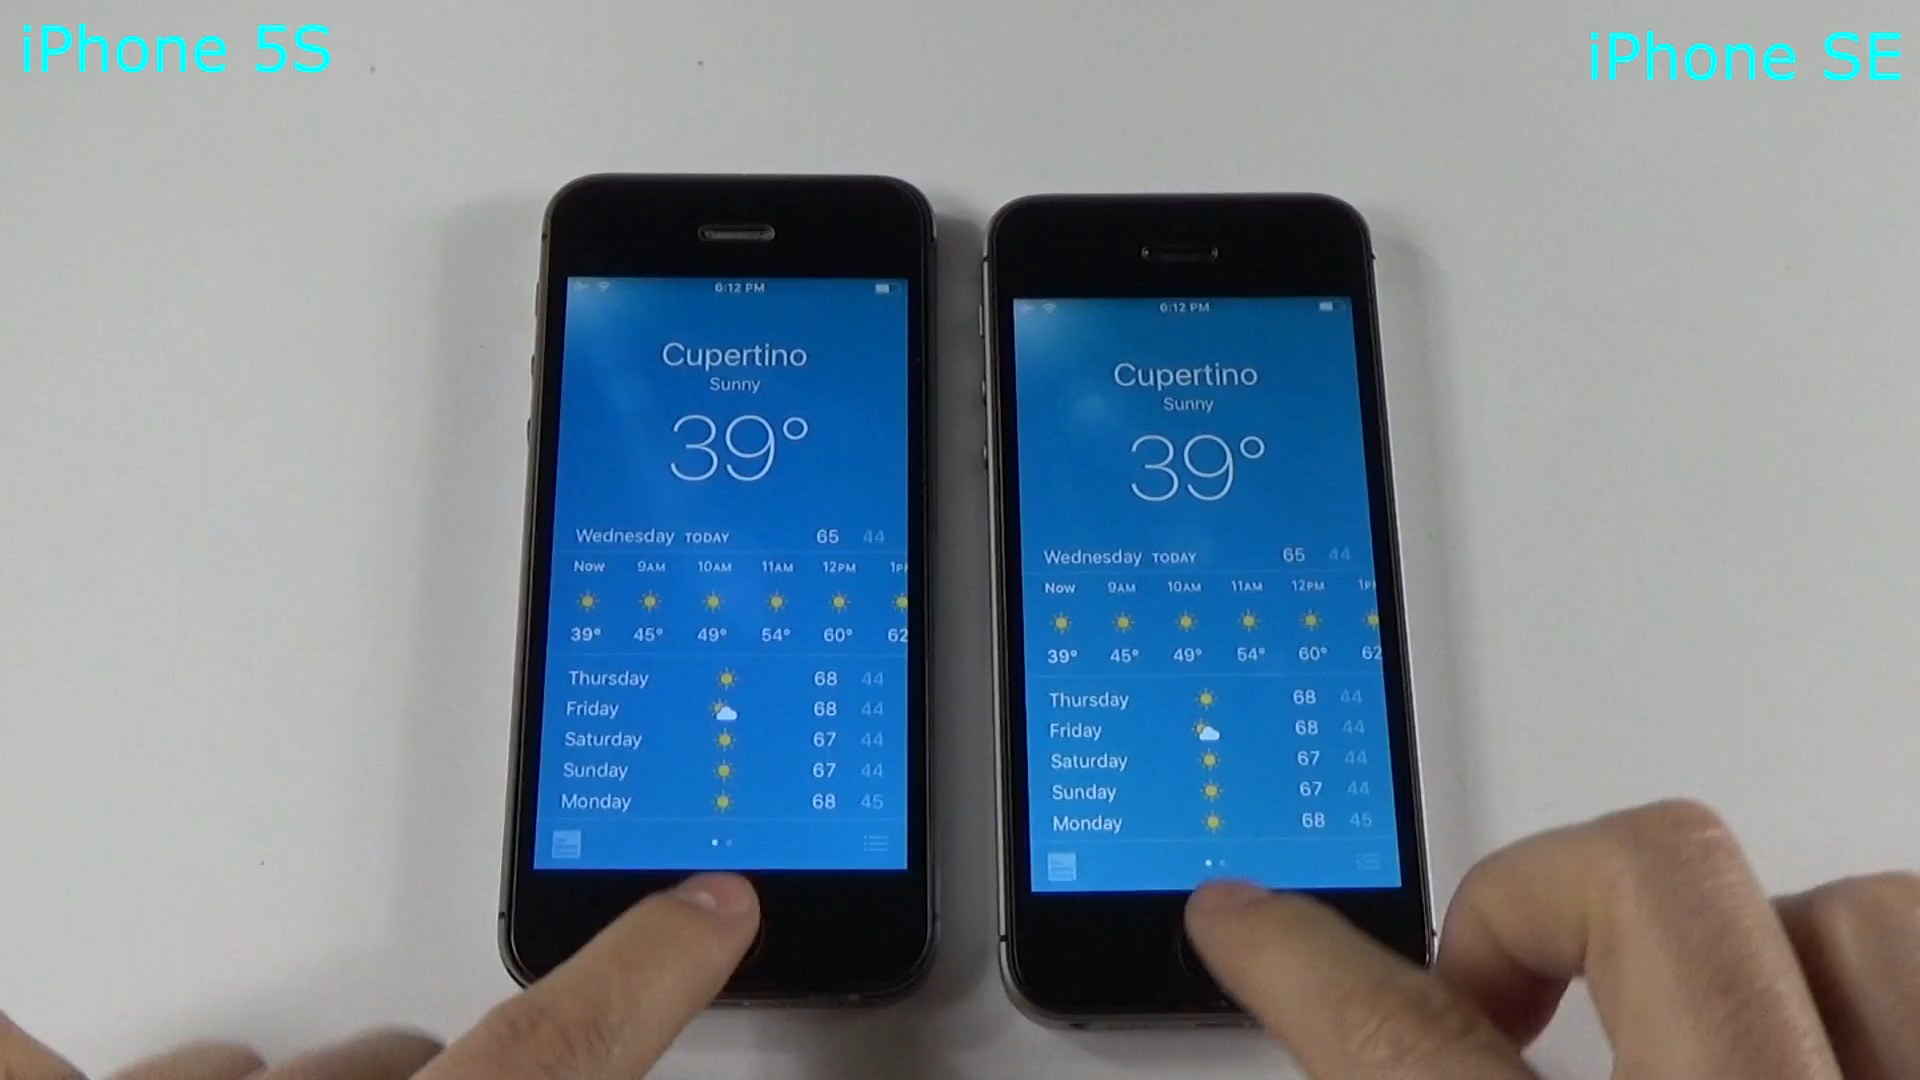 iPhone 5S
iPhone SE
6:12 PM
Cupertino
Sunny
39°
Wednesday TODAY 65 44
Now 9AM 10AM 11AM 12PM
39° 45° 49° 54° 60° 62
Thursday 68 44
Friday 68 44
Saturday 67 44
Sunday 67 44
Monday 68 45
6:12 PM
Cupertino
Sunny
39°
Wednesday TODAY 65 44
Now 9AM 10AM 11AM 12PM
39° 45° 49° 54° 60° 62
Thursday 68 44
Friday 68 44
Saturday 67 44
Sunday 67 44
Monday 68 45